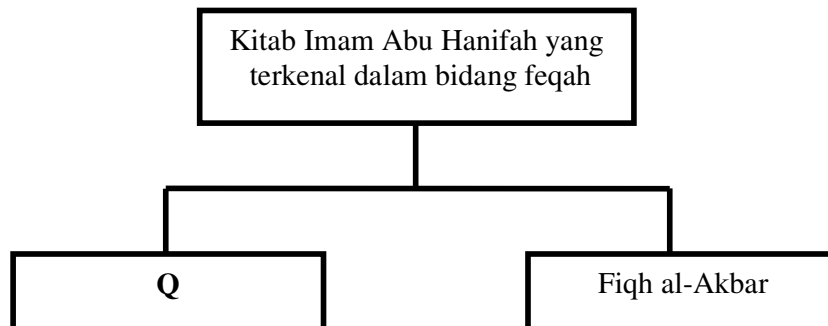 Kitab Imam Abu Hanifah yang
terkenal dalam bidang feqah
Q
Fiqh al-Akbar